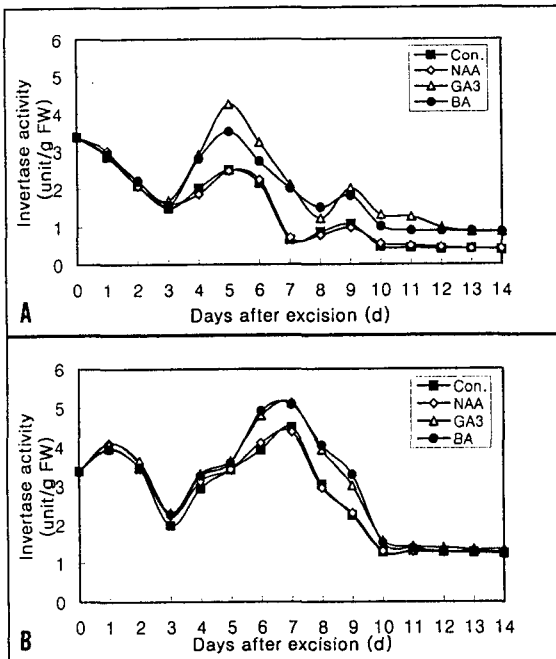 6
5
4
3
2
1
0
Invertase activity
(unit/g FW)
Con.
NAA
GA3
BA
0 1 2 3 4 5 6 7 8 9 10 11 12 13 14
Days after excision (d)
A
6
5
4
3
2
1
0
Invertase activity
(unit/g FW)
Con.
NAA
GA3
BA
0 1 2 3 4 5 6 7 8 9 10 11 12 13 14
Days after excision (d)
B